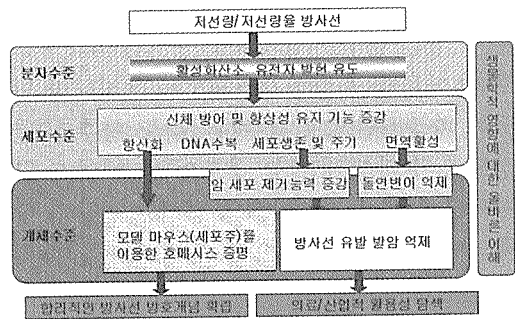 저선량/저선량율 방사선
분자수준
활성화산소, 유전자 발현 유도
세포수준
신체 방어 및 항상성 유지 기능 증강
항산화 DNA수복 세포생존 및 주기 면역활성
암 세포 제거능력 증강
돌연변이 억제
개체수준
모델 마우스(세포주)를
이용한 호메시스 증명
방사선 유발 발암 억제
합리적인 방사선 방호개념 확립
의료/산업적 활용성 탐색
생물학적 영향에 대한 올바른 이해